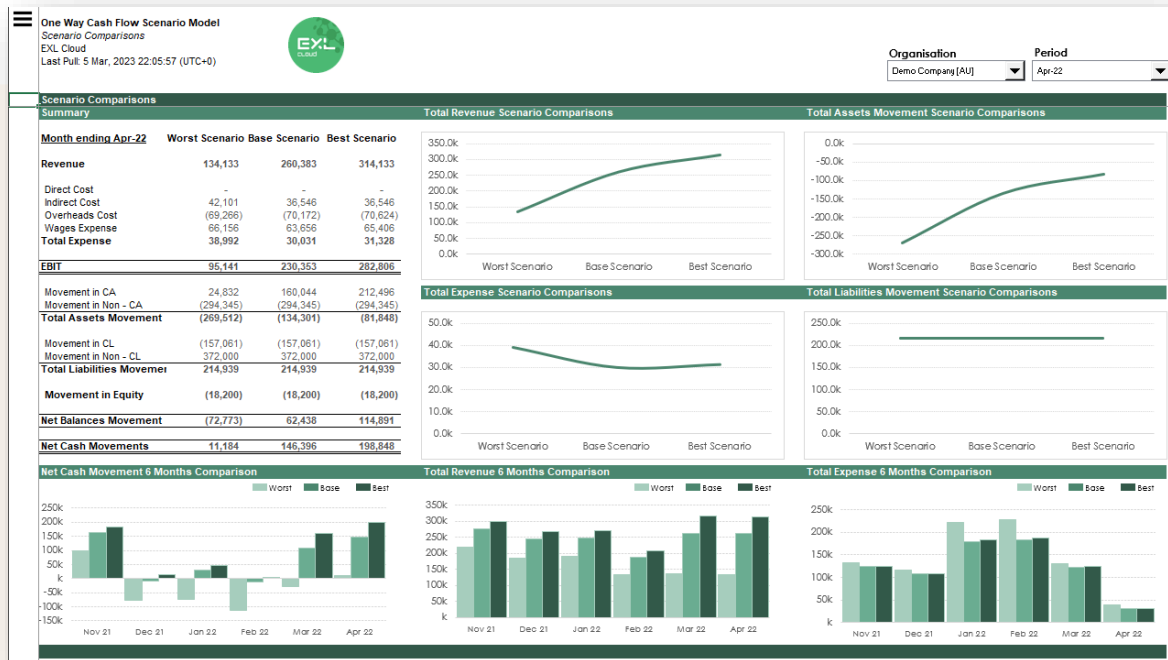 One Way Cash Flow Scenario Model
Scenario Comparisons
EXL Cloud
Last Pull: 5 Mar, 2023 22:05:57 (UTC+0)
EXL
CLOUD
Organisation
Period
Demo Company [AU]
Apr-22
Scenario Comparisons
Summary
Month ending Apr-22 Worst Scenario Base Scenario Best Scenario
Revenue 134,133 260,383 314,133
Direct Cost - - -
Indirect Cost 42,101 36,546 36,546
Overheads Cost (69,266) (70,172) (70,624)
Wages Expense 66,156 63,656 65,406
Total Expense 38,992 30,031 31,328
EBIT 95,141 230,353 282,806
Movement in CA 24,832 160,044 212,496
Movement in Non - CA (294,345) (294,345) (294,345)
Total Assets Movement (269,512) (134,301) (81,848)
Movement in CL (157,061) (157,061) (157,061)
Movement in Non - CL 372,000 372,000 372,000
Total Liabilities Movemer 214,939 214,939 214,939
Movement in Equity (18,200) (18,200) (18,200)
Net Balances Movement (72,773) 62,438 114,891
Net Cash Movements 11,184 146,396 198,848
Total Revenue Scenario Comparisons
350.0k
300.0k
250.0k
200.0k
150.0k
100.0k
50.0k
0.0k
Worst Scenario Base Scenario Best Scenario
Total Assets Movement Scenario Comparisons
0.0k
-50.0k
-100.0k
-150.0k
-200.0k
-250.0k
-300.0k
Worst Scenario Base Scenario Best Scenario
Total Expense Scenario Comparisons
50.0k
40.0k
30.0k
20.0k
10.0k
0.0k
Worst Scenario Base Scenario Best Scenario
Total Liabilities Movement Scenario Comparisons
250.0k
200.0k
150.0k
100.0k
50.0k
0.0k
Worst Scenario Base Scenario Best Scenario
Net Cash Movement 6 Months Comparison
Worst Base Best
250k
200k
150k
100k
50k
k
-50k
-100k
-150k
Nov 21 Dec 21 Jan 22 Feb 22 Mar 22 Apr 22
Total Revenue 6 Months Comparison
Worst Base Best
350k
300k
250k
200k
150k
100k
50k
k
Nov 21 Dec 21 Jan 22 Feb 22 Mar 22 Apr 22
Total Expense 6 Months Comparison
Worst Base Best
250k
200k
150k
100k
50k
k
Nov 21 Dec 21 Jan 22 Feb 22 Mar 22 Apr 22